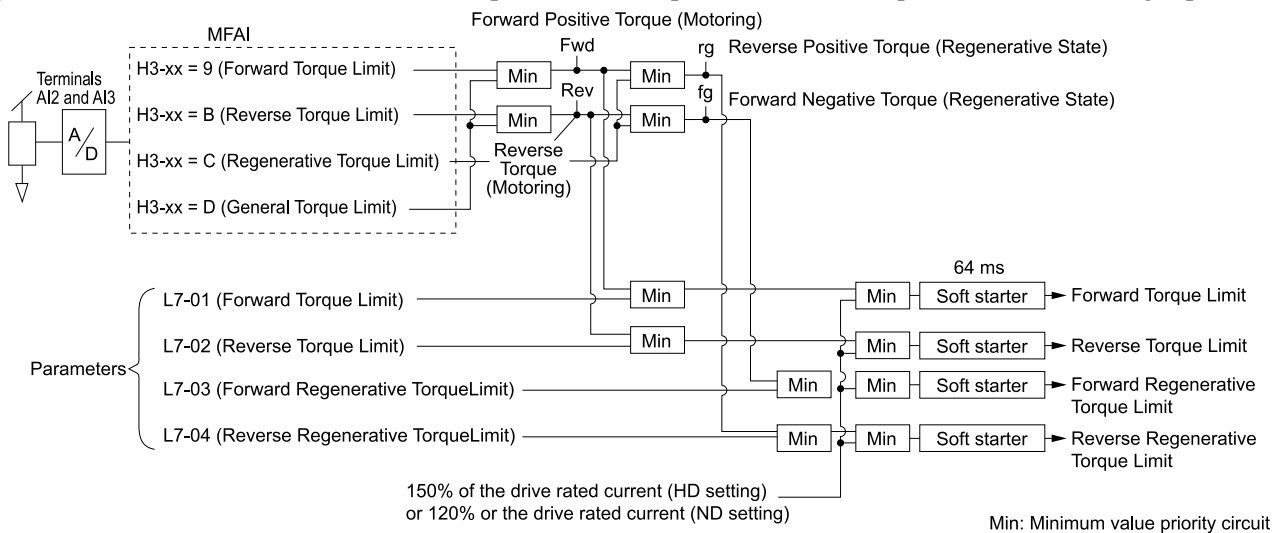 Forward Positive Torque (Motoring)
MFAI
Fwd
rg
Reverse Positive Torque (Regenerative State)
H3-xx = 9 (Forward Torque Limit)
Min
Min
Terminals
AI2 and AI3
Rev
fg
Forward Negative Torque (Regenerative State)
H3-xx = B (Reverse Torque Limit)
Min
Min
A/D
Reverse
Torque
(Motoring)
H3-xx = C (Regenerative Torque Limit)
H3-xx = D (General Torque Limit)
64 ms
L7-01 (Forward Torque Limit)
Min
Min
Soft starter
Forward Torque Limit
L7-02 (Reverse Torque Limit)
Min
Min
Soft starter
Reverse Torque Limit
Parameters
L7-03 (Forward Regenerative TorqueLimit)
Min
Min
Soft starter
Forward Regenerative
Torque Limit
L7-04 (Reverse Regenerative TorqueLimit)
Min
Min
Soft starter
Reverse Regenerative
Torque Limit
150% of the drive rated current (HD setting)
or 120% or the drive rated current (ND setting)
Min: Minimum value priority circuit